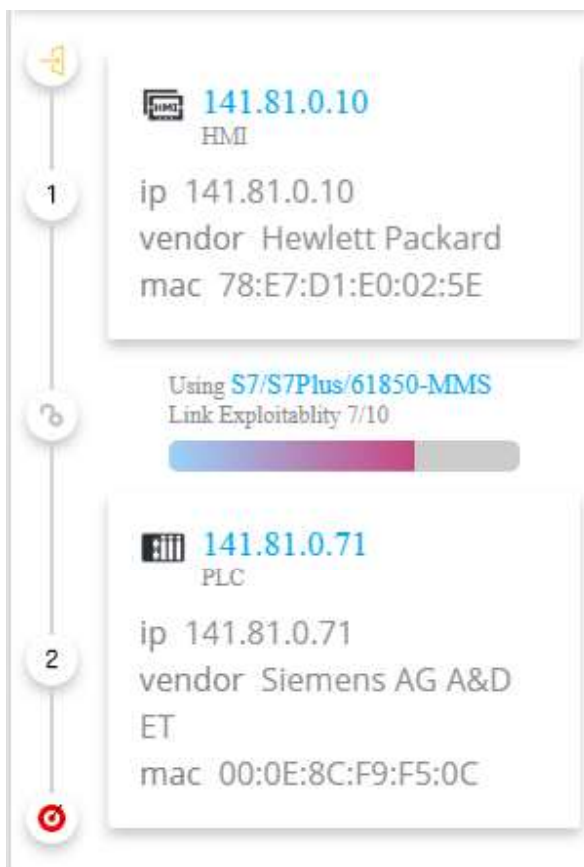 141.81.0.10
HMI
HMI
1
ip 141.81.0.10
vendor Hewlett Packard
mac 78:E7:D1:E0:02:5E
Using S7/S7Plus/61850-MMS
Link Exploitablity 7/10
141.81.0.71
PLC
ip 141.81.0.71
2
vendor Siemens AG A&D
ET
mac 00:0E:8C:F9:F5:0C